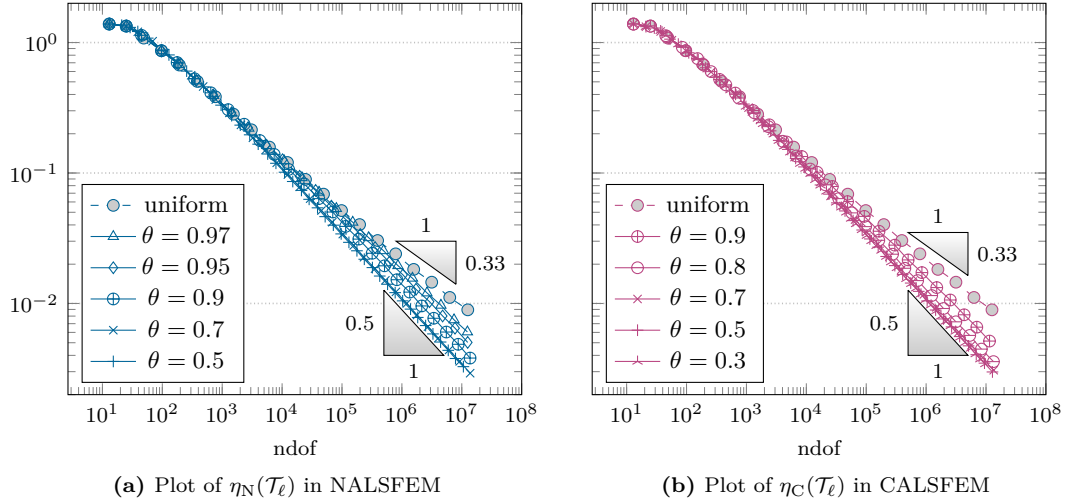 10^0
10^{-1}
10^{-2}
10^1 10^2 10^3 10^4 10^5 10^6 10^7 10^8
ndof
uniform
θ = 0.97
θ = 0.95
θ = 0.9
θ = 0.7
θ = 0.5
1
0.33
0.5
1
(a) Plot of η_N(𝒯_ℓ) in NALSFEM
10^1 10^2 10^3 10^4 10^5 10^6 10^7 10^8
ndof
uniform
θ = 0.9
θ = 0.8
θ = 0.7
θ = 0.5
θ = 0.3
1
0.33
0.5
1
(b) Plot of η_C(𝒯_ℓ) in CALSFEM